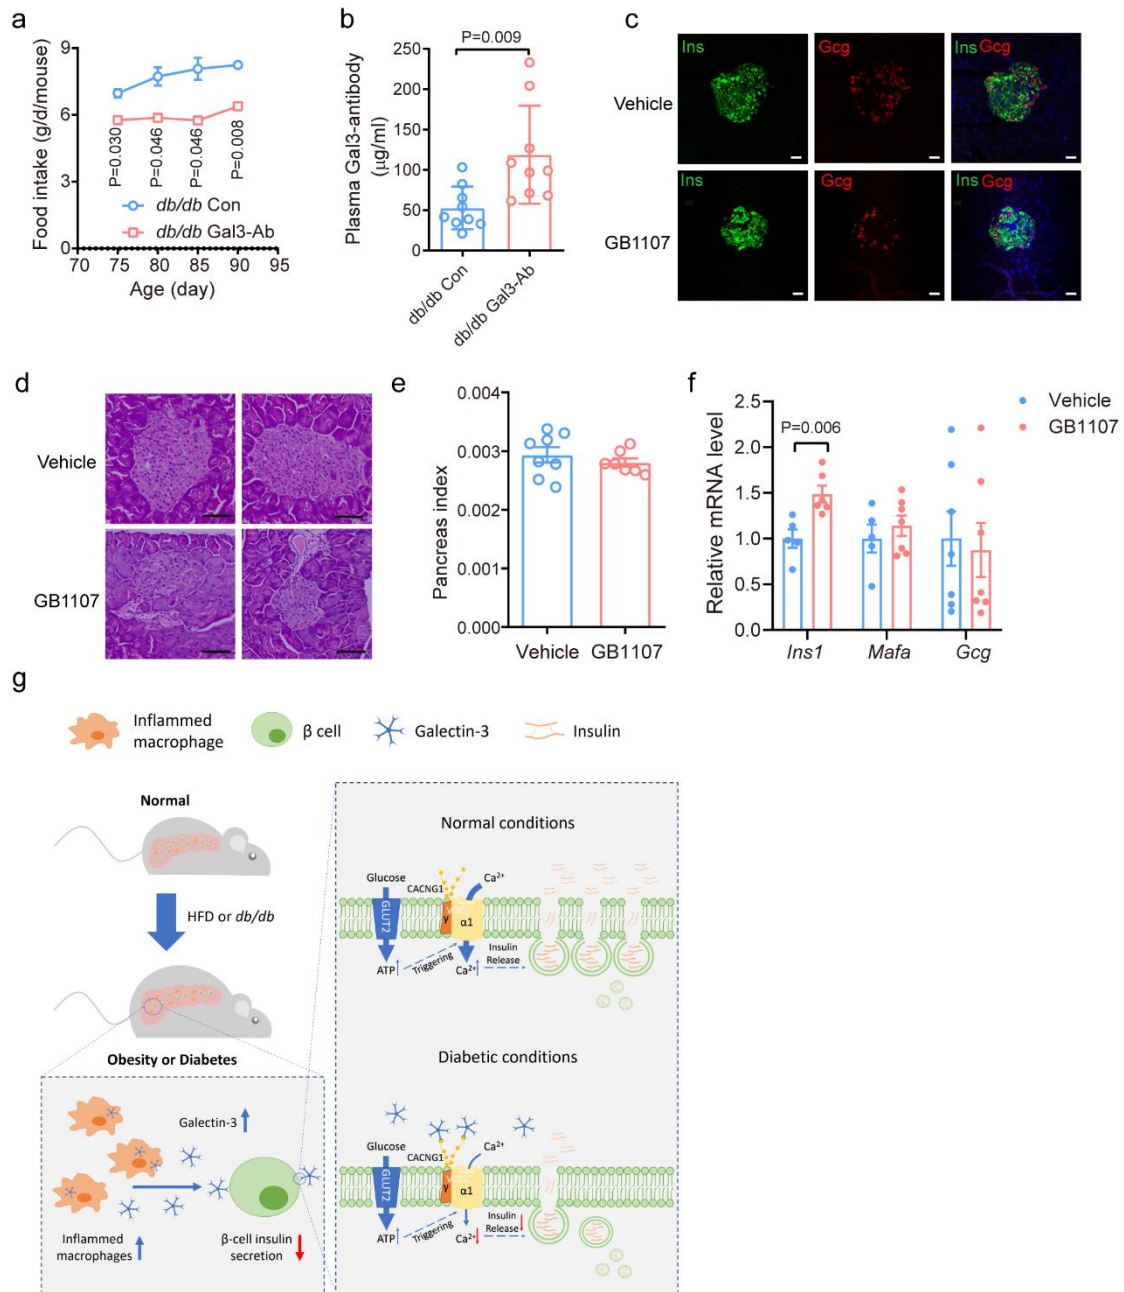 a
Food intake (g/d/mouse)
9
6
3
0
P=0.030
P=0.046
P=0.046
P=0.008
db/db Con
db/db Gal3-Ab
70 75 80 85 90 95
Age (day)
b
Plasma Gal3-antibody
(μg/ml)
P=0.009
250
200
150
100
50
0
db/db Con
db/db Gal3-Ab
c
Ins
Gcg
Ins Gcg
Vehicle
Ins
Gcg
Ins Gcg
GB1107
d
Vehicle
GB1107
e
Pancreas index
0.004
0.003
0.002
0.001
0.000
Vehicle GB1107
f
Relative mRNA level
2.5
2.0
1.5
1.0
0.5
0.0
P=0.006
Vehicle
GB1107
Ins1 Mafa Gcg
g
Inflammed
macrophage
β cell
Galectin-3
Insulin
Normal
HFD or db/db
Obesity or Diabetes
Galectin-3
Inflammed
macrophages
β-cell insulin
secretion
Normal conditions
Glucose
CACNG1
Ca²⁺
GLUT2
γ
α1
ATP
Triggering
Ca²⁺
Insulin
Release
Diabetic conditions
Glucose
CACNG1
Ca²⁺
GLUT2
γ
α1
ATP
Triggering
Ca²⁺
Insulin
Release